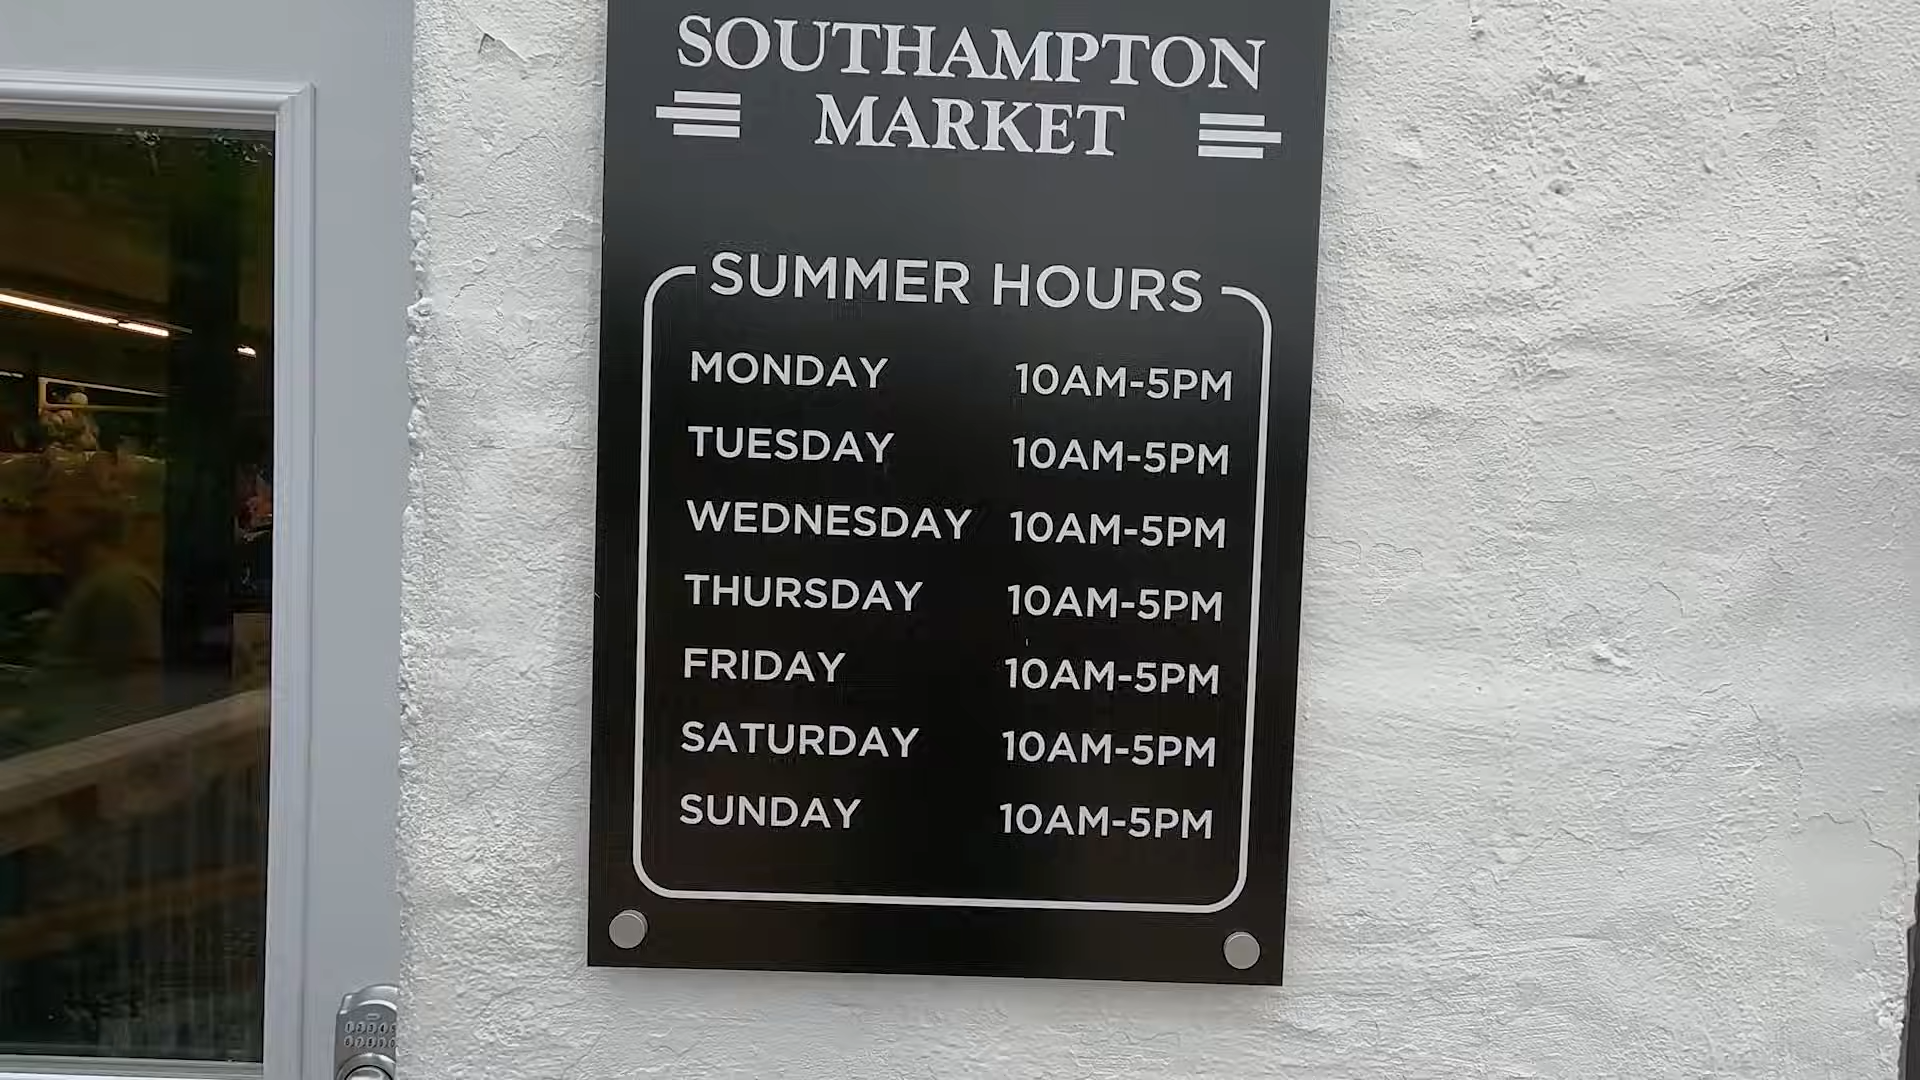 SOUTHAMPTON
MARKET
SUMMER HOURS
MONDAY 10AM-5PM
TUESDAY 10AM-5PM
WEDNESDAY 10AM-5PM
THURSDAY 10AM-5PM
FRIDAY 10AM-5PM
SATURDAY 10AM-5PM
SUNDAY 10AM-5PM